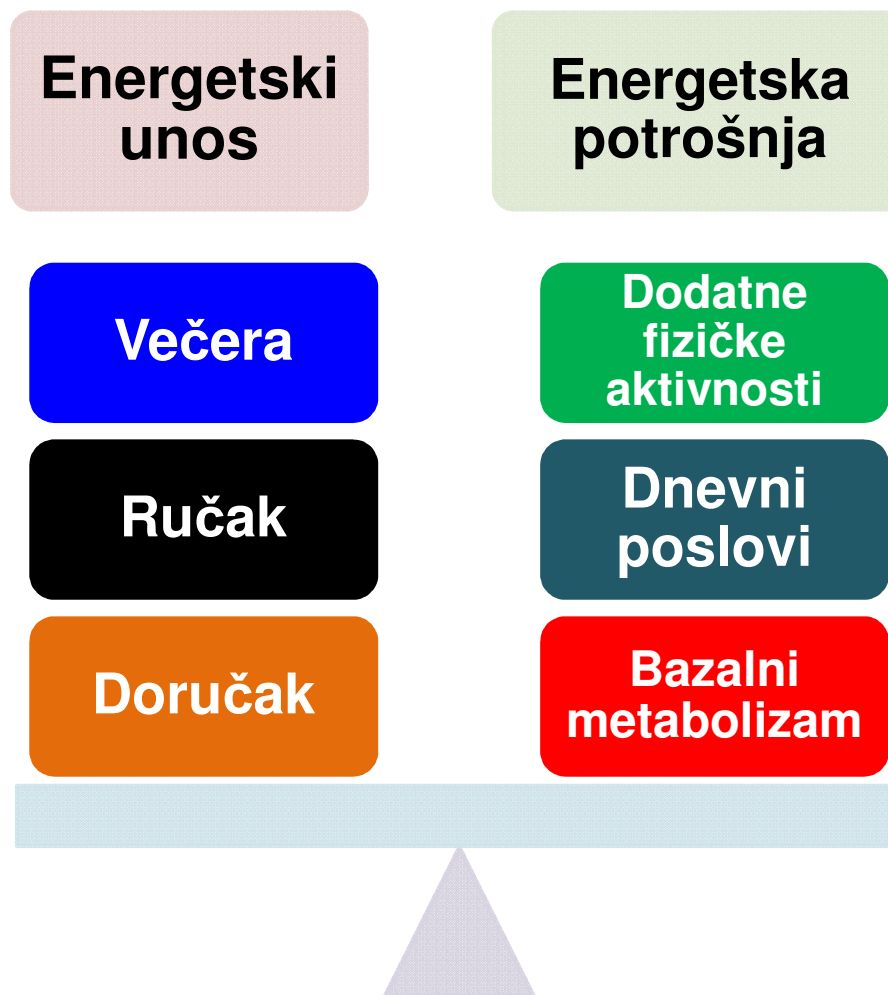 Energetski
unos
Energetska
potrošnja
Večera
Ručak
Doručak
Dodatne
fizičke
aktivnosti
Dnevni
poslovi
Bazalni
metabolizam